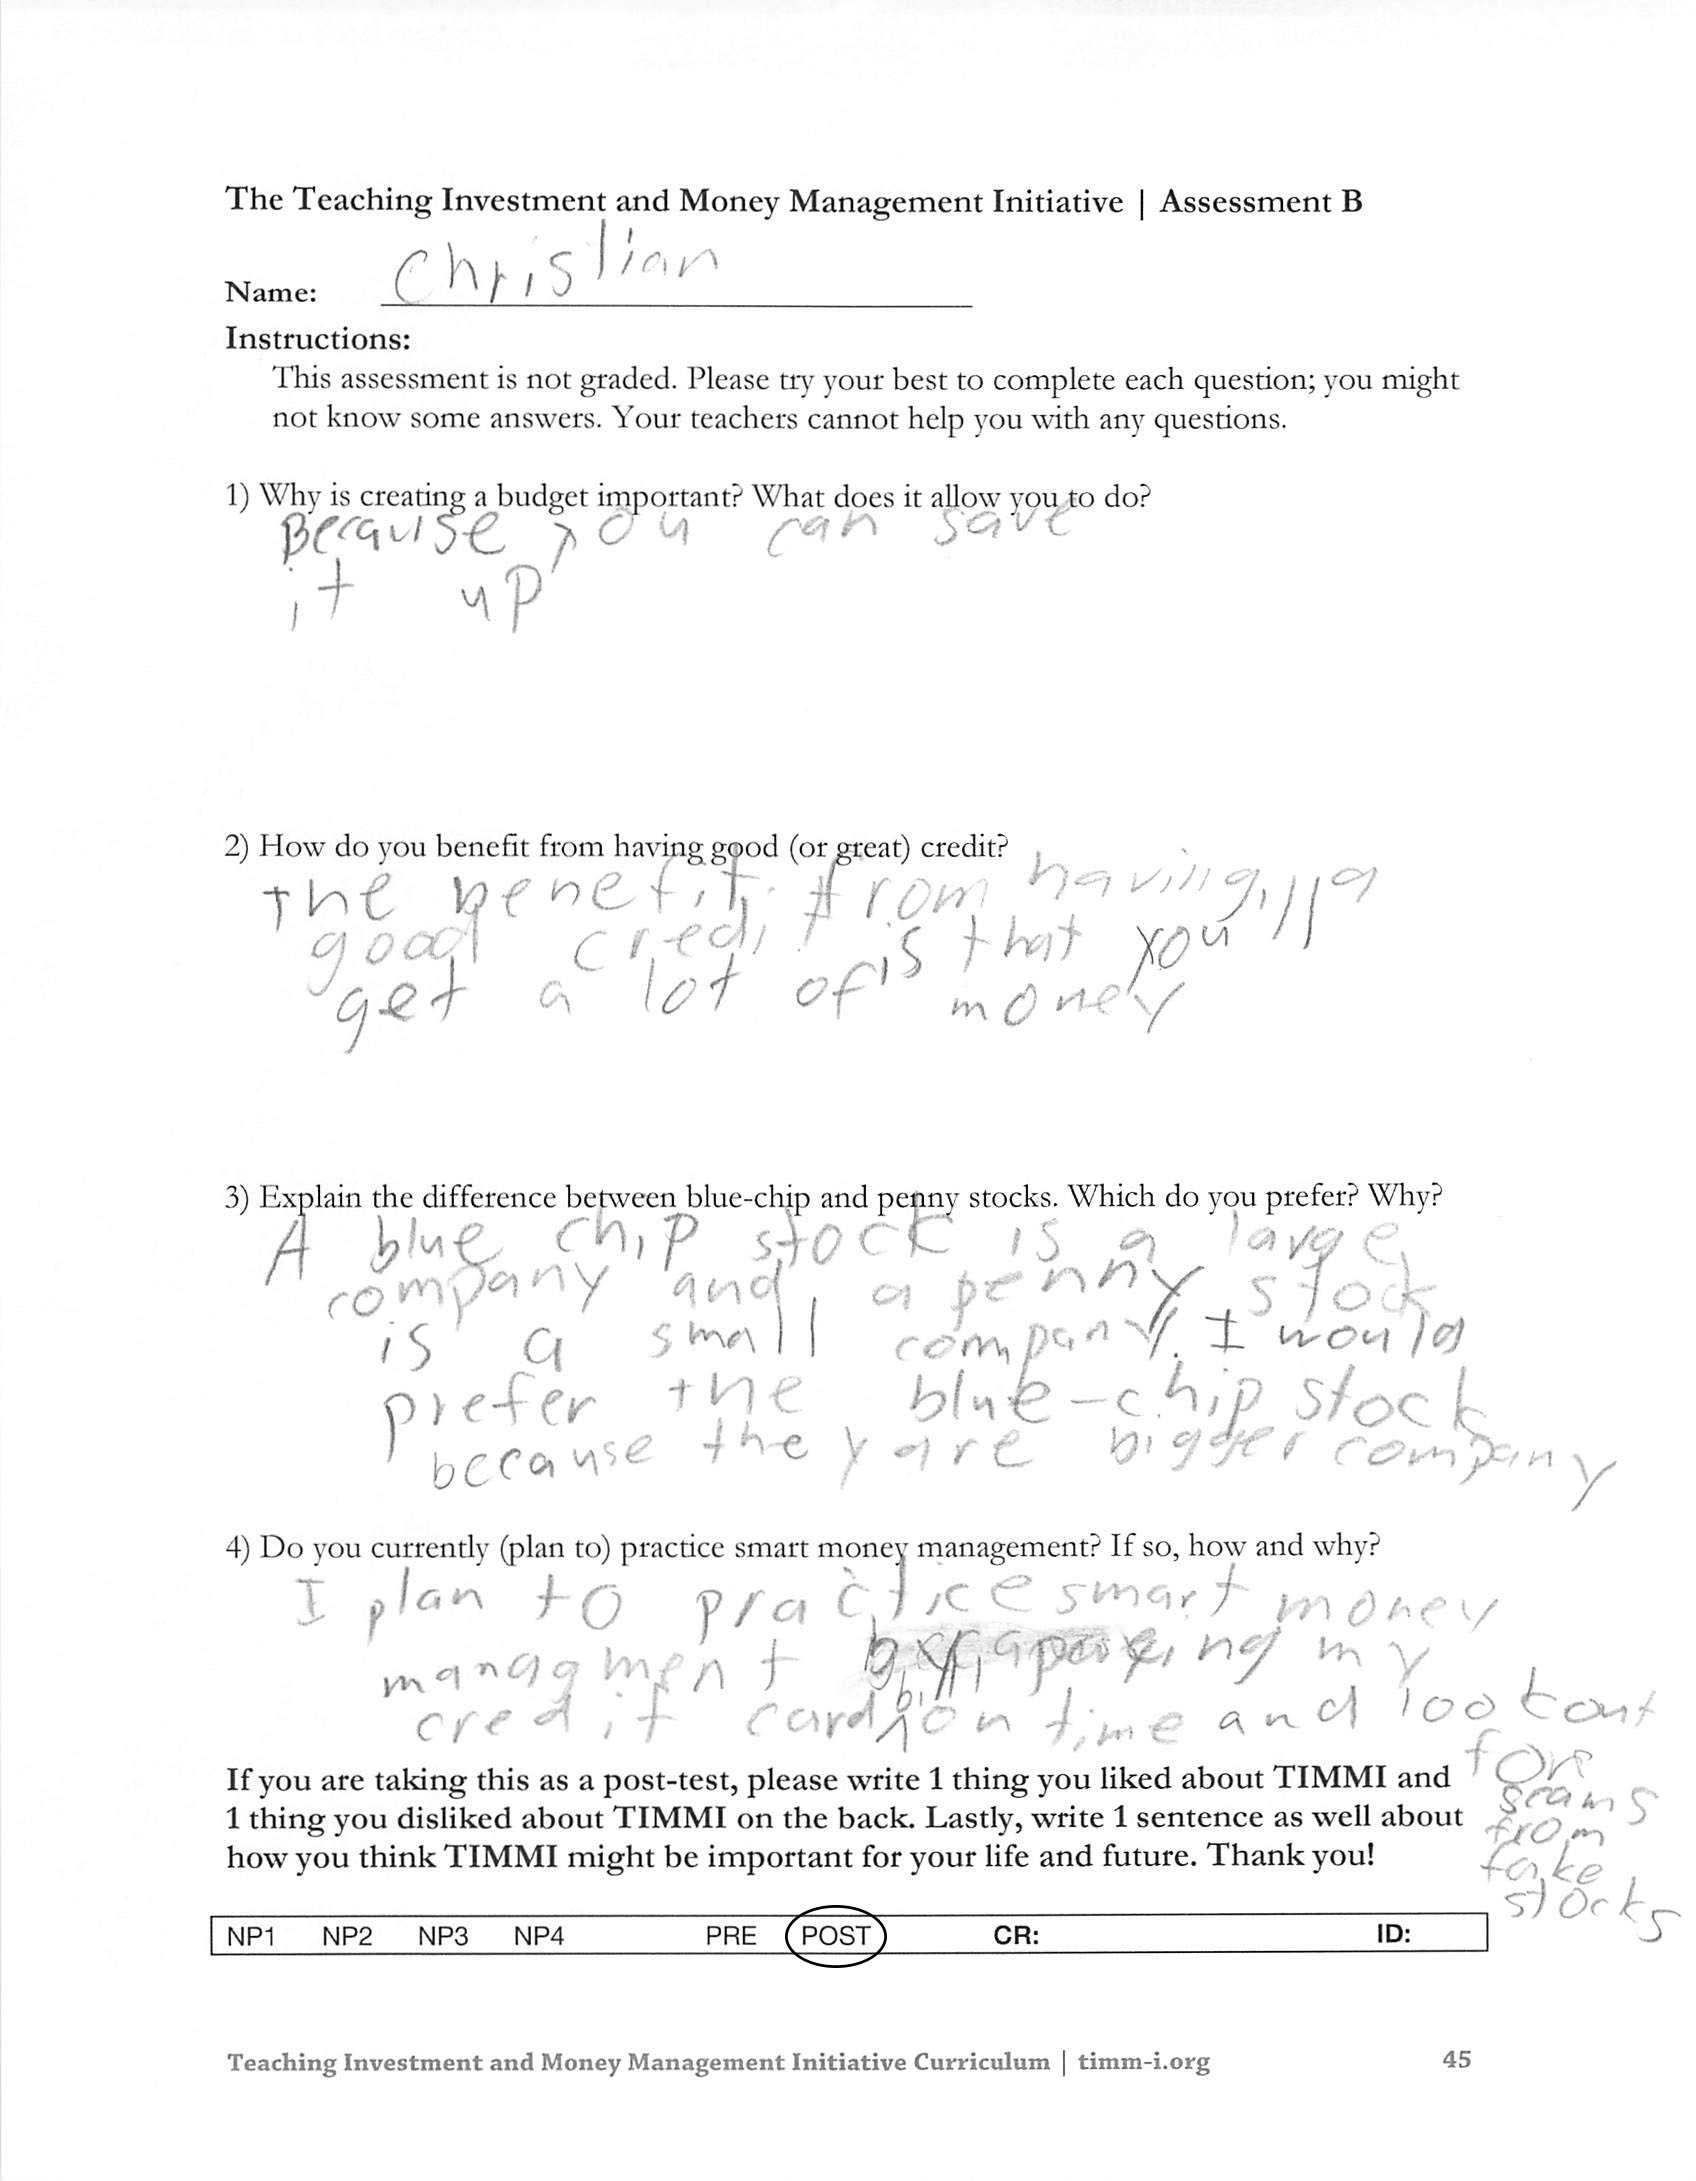 The Teaching Investment and Money Management Initiative | Assessment B
Name: Christian
Instructions:
This assessment is not graded. Please try your best to complete each question; you might
not know some answers. Your teachers cannot help you with any questions.
1) Why is creating a budget important? What does it allow you to do?
Because you can save
it up
2) How do you benefit from having good (or great) credit?
The benefit from having a
good credit is that you'll
get a lot of money
3) Explain the difference between blue-chip and penny stocks. Which do you prefer? Why?
A blue chip stock is a large
company and a penny stock
is a small company. I would
prefer the blue-chip stock
because they are bigger company
4) Do you currently (plan to) practice smart money management? If so, how and why?
I plan to practice smart money
managment by paying my
credit card bill on time and lookout
for
scams
from
fake
stocks
If you are taking this as a post-test, please write 1 thing you liked about TIMMI and
1 thing you disliked about TIMMI on the back. Lastly, write 1 sentence as well about
how you think TIMMI might be important for your life and future. Thank you!
NP1 NP2 NP3 NP4 PRE POST CR: ID:
Teaching Investment and Money Management Initiative Curriculum | timm-i.org 45